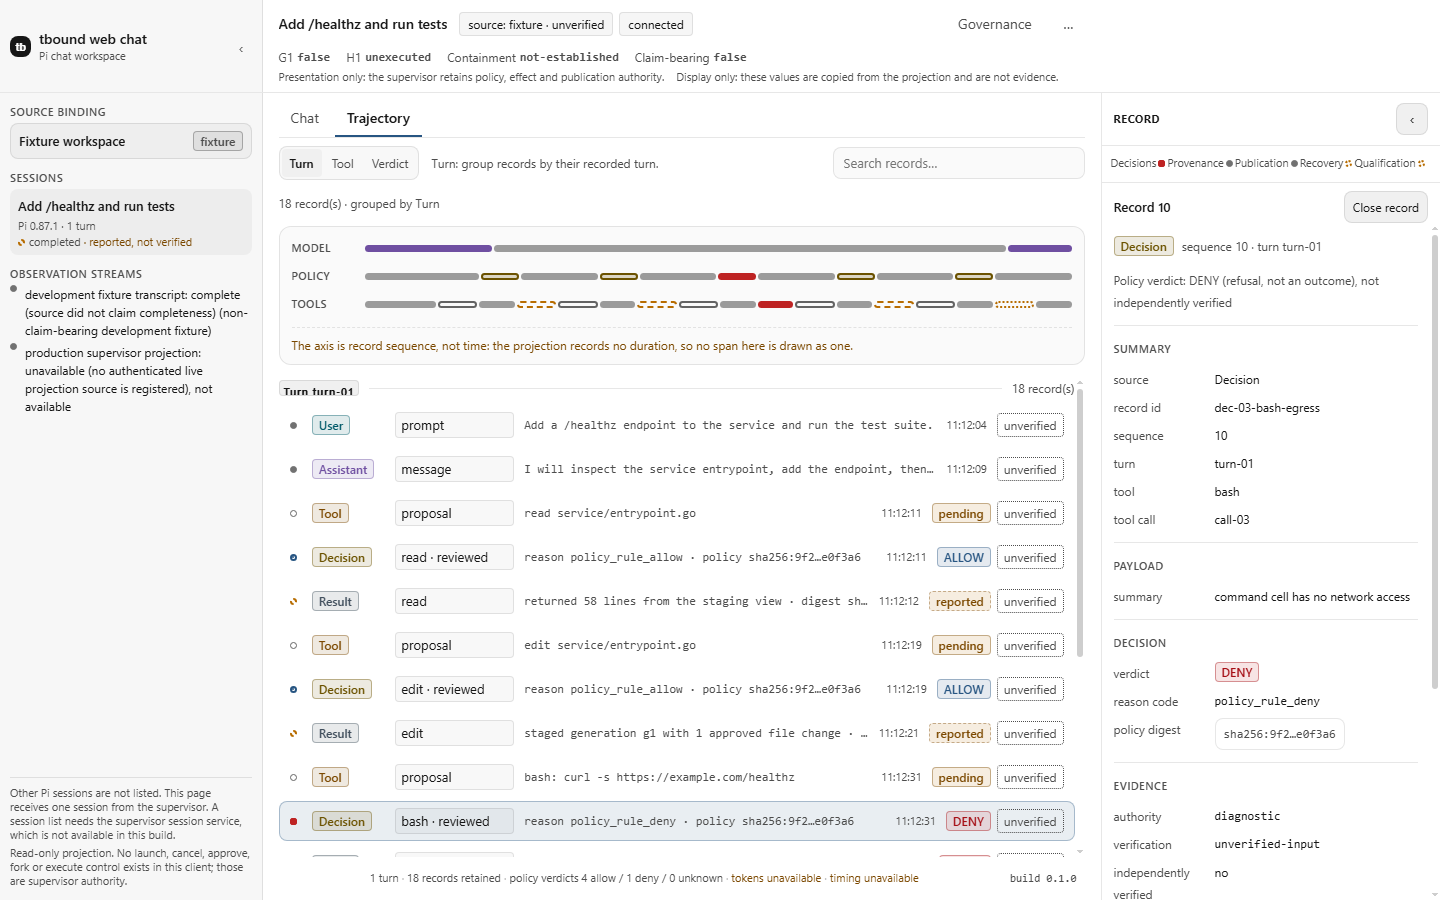 tb
tbound web chat
Pi chat workspace
SOURCE BINDING
Fixture workspace
fixture
SESSIONS
Add /healthz and run tests
Pi 0.87.1 · 1 turn
completed · reported, not verified
OBSERVATION STREAMS
development fixture transcript: complete
(source did not claim completeness) (non-
claim-bearing development fixture)
production supervisor projection:
unavailable (no authenticated live
projection source is registered), not
available
Other Pi sessions are not listed. This page
receives one session from the supervisor. A
session list needs the supervisor session service,
which is not available in this build.
Read-only projection. No launch, cancel, approve,
fork or execute control exists in this client; those
are supervisor authority.
Add /healthz and run tests
source: fixture · unverified
connected
Governance
...
G1 false H1 unexecuted Containment not-established Claim-bearing false
Presentation only: the supervisor retains policy, effect and publication authority. Display only: these values are copied from the projection and are not evidence.
Chat
Trajectory
Turn Tool Verdict
Turn: group records by their recorded turn.
Search records...
18 record(s) · grouped by Turn
MODEL
POLICY
TOOLS
The axis is record sequence, not time: the projection records no duration, so no span here is drawn as one.
Turn turn-01
18 record(s)
User prompt Add a /healthz endpoint to the service and run the test suite. 11:12:04 unverified
Assistant message I will inspect the service entrypoint, add the endpoint, then… 11:12:09 unverified
Tool proposal read service/entrypoint.go 11:12:11 pending unverified
Decision read · reviewed reason policy_rule_allow · policy sha256:9f2…e0f3a6 11:12:11 ALLOW unverified
Result read returned 58 lines from the staging view · digest sh… 11:12:12 reported unverified
Tool proposal edit service/entrypoint.go 11:12:19 pending unverified
Decision edit · reviewed reason policy_rule_allow · policy sha256:9f2…e0f3a6 11:12:19 ALLOW unverified
Result edit staged generation g1 with 1 approved file change · … 11:12:21 reported unverified
Tool proposal bash: curl -s https://example.com/healthz 11:12:31 pending unverified
Decision bash · reviewed reason policy_rule_deny · policy sha256:9f2…e0f3a6 11:12:31 DENY unverified
1 turn · 18 records retained · policy verdicts 4 allow / 1 deny / 0 unknown · tokens unavailable · timing unavailable
build 0.1.0
RECORD
Decisions Provenance Publication Recovery Qualification
Record 10
Close record
Decision sequence 10 · turn turn-01
Policy verdict: DENY (refusal, not an outcome), not
independently verified
SUMMARY
source Decision
record id dec-03-bash-egress
sequence 10
turn turn-01
tool bash
tool call call-03
PAYLOAD
summary command cell has no network access
DECISION
verdict DENY
reason code policy_rule_deny
policy digest sha256:9f2…e0f3a6
EVIDENCE
authority diagnostic
verification unverified-input
independently no
verified